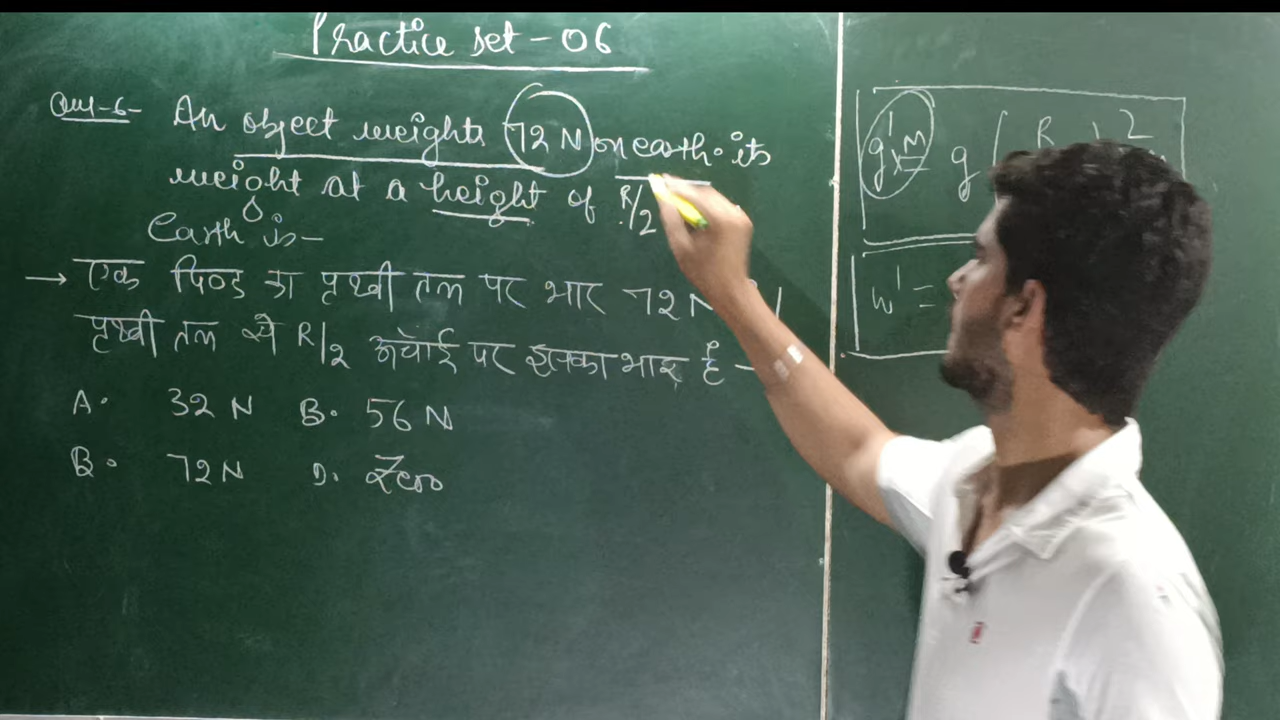 Practice set - 06
Que-6- An object weights 72 N on earth. its
weight at a height of R/2
Earth is-
→ एक पिण्ड का पृथ्वी तल पर भार 72 N
पृथ्वी तल से R/2 ऊंचाई पर इसका भार है -
A. 32 N B. 56 N
B. 72 N D. Zero
g'×m = g ( R ) 2
w' =